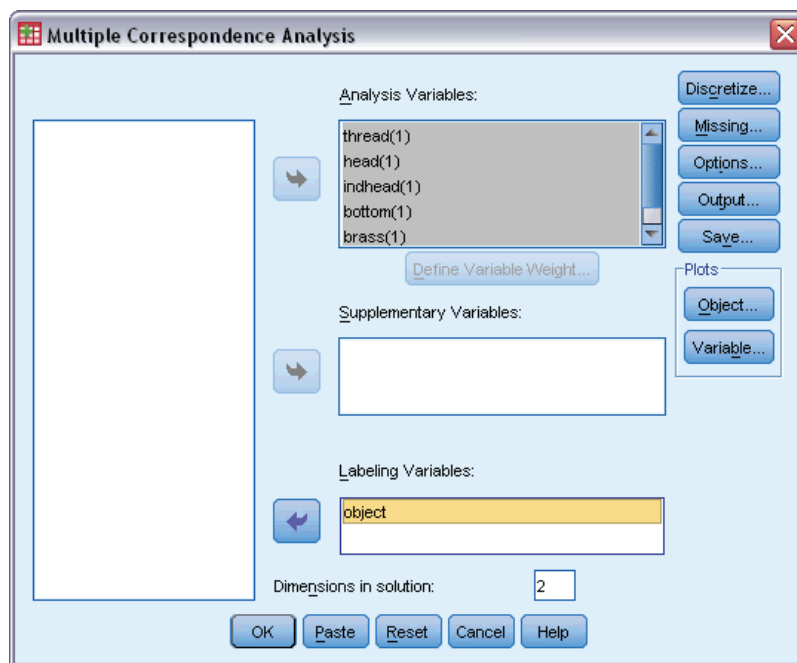 Multiple Correspondence Analysis
Analysis Variables:
thread(1)
head(1)
indhead(1)
bottom(1)
brass(1)
Define Variable Weight...
Supplementary Variables:
Labeling Variables:
object
Dimensions in solution:
2
OK
Paste
Reset
Cancel
Help
Discretize...
Missing...
Options...
Output...
Save...
Plots
Object...
Variable...